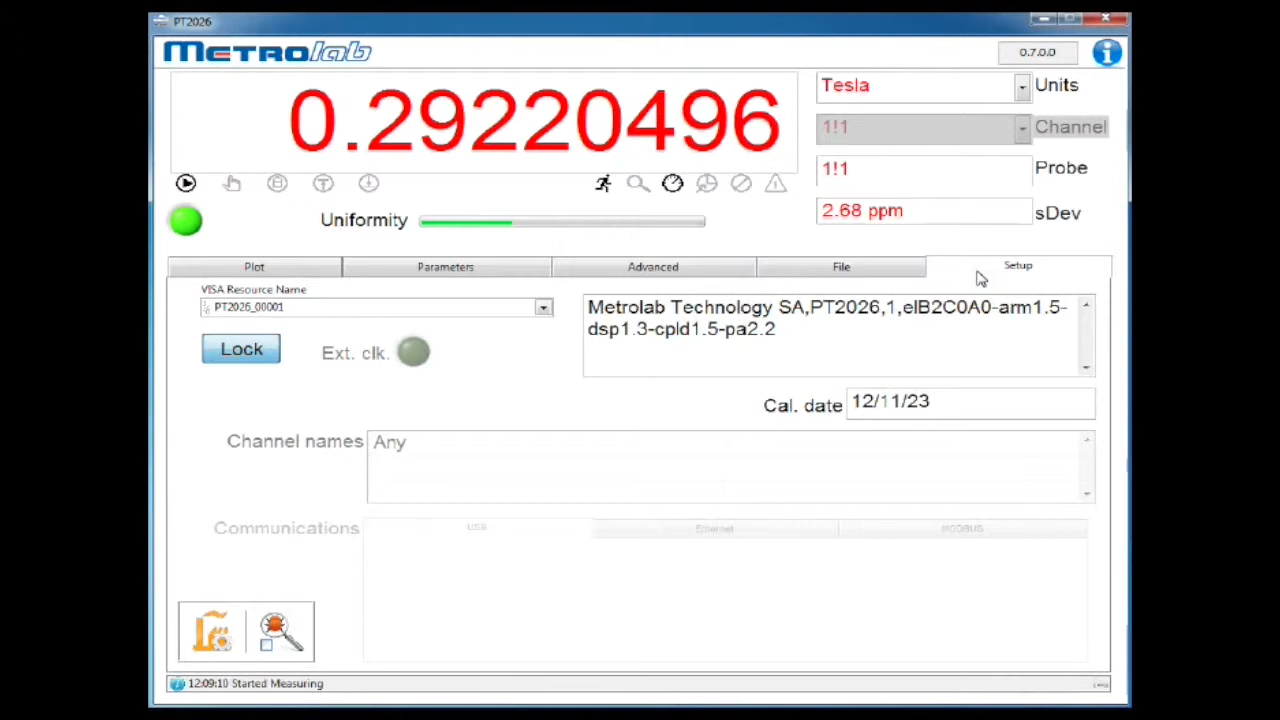 PT2026
Metrolab
0.7.0.0
0.29220496
Tesla
Units
1!1
Channel
1!1
Probe
Uniformity
2.68 ppm
sDev
Plot
Parameters
Advanced
File
Setup
VISA Resource Name
PT2026_00001
Metrolab Technology SA,PT2026,1,elB2C0A0-arm1.5-
dsp1.3-cpld1.5-pa2.2
Lock
Ext. clk.
Cal. date
12/11/23
Channel names
Any
Communications
USB
Ethernet
MODBUS
12:09:10 Started Measuring